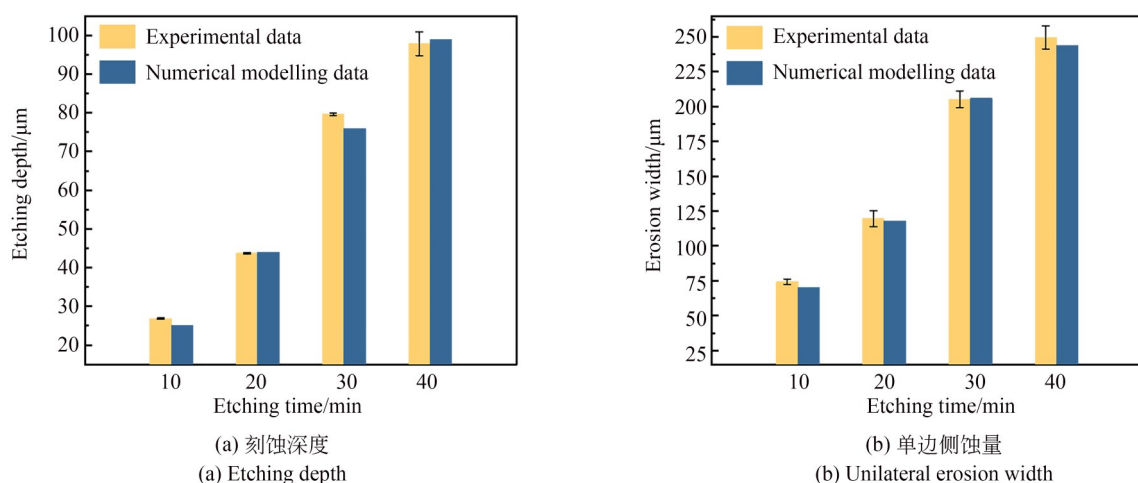 100
90
80
70
60
50
40
30
20
Etching depth/μm
Experimental data
Numerical modelling data
10 20 30 40
Etching time/min
(a) 刻蚀深度
(a) Etching depth
250
225
200
175
150
125
100
75
50
25
Erosion width/μm
Experimental data
Numerical modelling data
10 20 30 40
Etching time/min
(b) 单边侧蚀量
(b) Unilateral erosion width